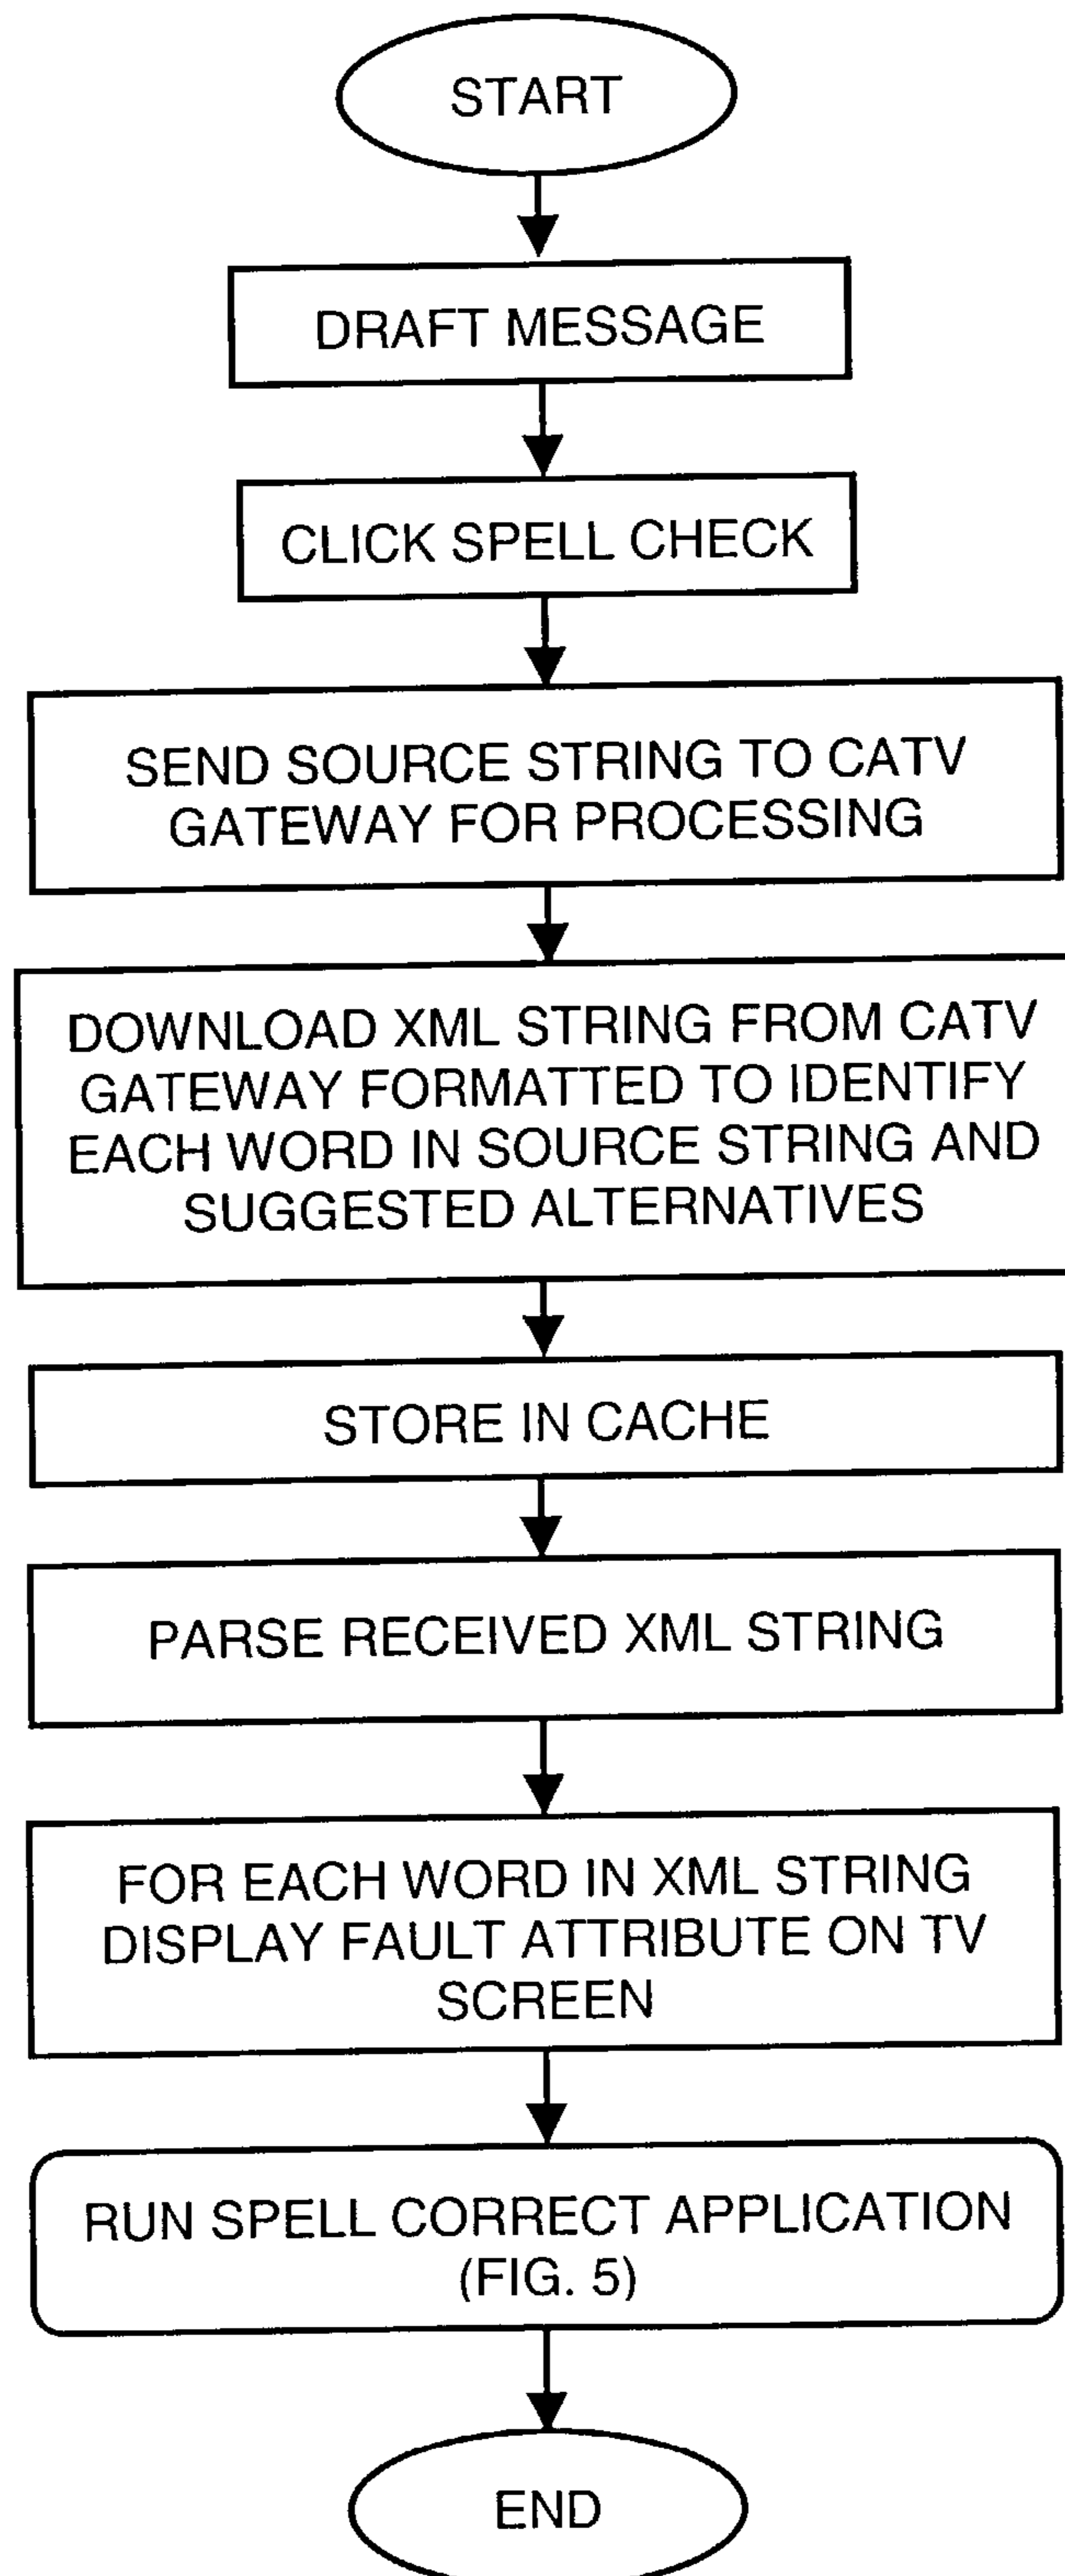 START
DRAFT MESSAGE
CLICK SPELL CHECK
SEND SOURCE STRING TO CATV
GATEWAY FOR PROCESSING
DOWNLOAD XML STRING FROM CATV
GATEWAY FORMATTED TO IDENTIFY
EACH WORD IN SOURCE STRING AND
SUGGESTED ALTERNATIVES
STORE IN CACHE
PARSE RECEIVED XML STRING
FOR EACH WORD IN XML STRING
DISPLAY FAULT ATTRIBUTE ON TV
SCREEN
RUN SPELL CORRECT APPLICATION
(FIG. 5)
END